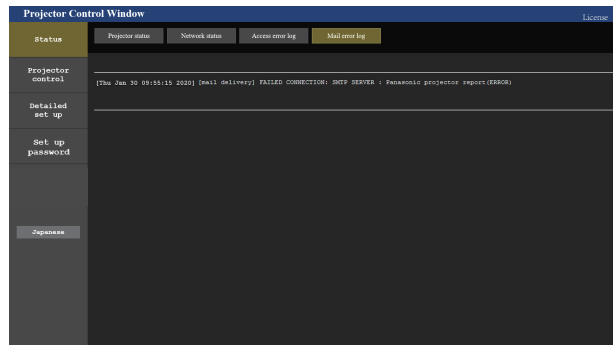 Projector Control Window
License
Status
Projector status
Network status
Access error log
Mail error log
Projector
control
[Thu Jan 30 09:55:15 2020] [mail delivery] FAILED CONNECTION: SMTP SERVER : Panasonic projector report(ERROR)
Detailed
set up
Set up
password
Japanese